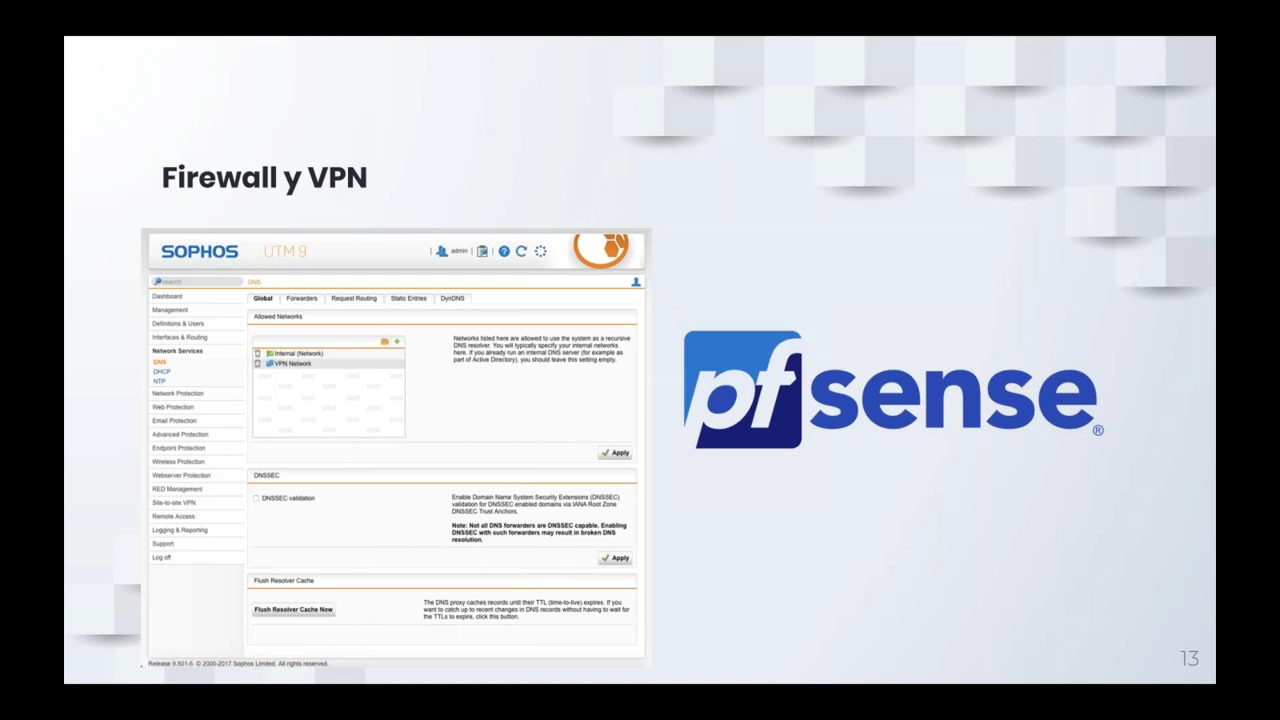 Firewall y VPN
SOPHOS UTM 9
admin
search
DNS
Dashboard
Management
Definitions & Users
Interfaces & Routing
Network Services
DNS
DHCP
NTP
Network Protection
Web Protection
Email Protection
Advanced Protection
Endpoint Protection
Wireless Protection
Webserver Protection
RED Management
Site-to-site VPN
Remote Access
Logging & Reporting
Support
Log off
Global Forwarders Request Routing Static Entries DynDNS
Allowed Networks
Internal (Network)
VPN Network
Networks listed here are allowed to use the system as a recursive
DNS resolver. You will typically specify your internal networks
here. If you already run an internal DNS server (for example as
part of Active Directory), you should leave this setting empty.
Apply
DNSSEC
DNSSEC validation
Enable Domain Name System Security Extensions (DNSSEC)
validation for DNSSEC enabled domains via IANA Root Zone
DNSSEC Trust Anchors.
Note: Not all DNS forwarders are DNSSEC capable. Enabling
DNSSEC with such forwarders may result in broken DNS
resolution.
Apply
Flush Resolver Cache
Flush Resolver Cache Now
The DNS proxy caches records until their TTL (time-to-live) expires. If you
want to catch up to recent changes in DNS records without having to wait for
the TTLs to expire, click this button.
Release 9.501-5 © 2000-2017 Sophos Limited. All rights reserved.
pfsense®
13